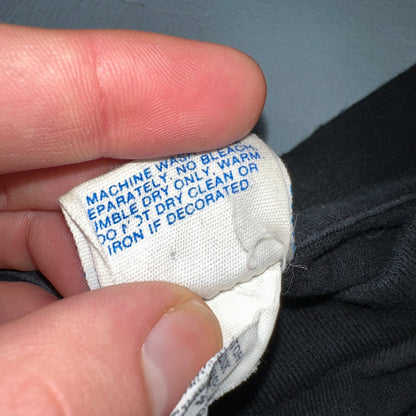 MACHINE WAS
EPARATELY. NO BLEACH.
UMBLE DRY ONLY, WARM.
DO NOT DRY CLEAN OR
IRON IF DECORATED.